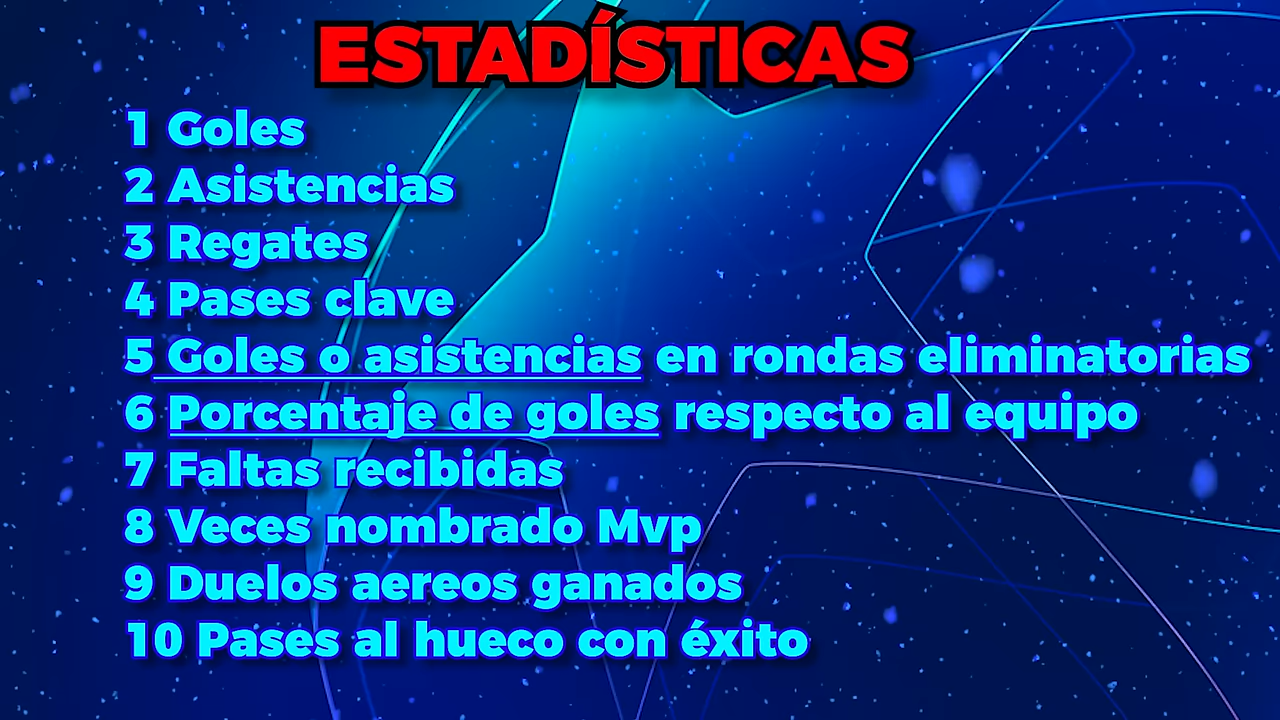 ESTADÍSTICAS
1 Goles
2 Asistencias
3 Regates
4 Pases clave
5 Goles o asistencias en rondas eliminatorias
6 Porcentaje de goles respecto al equipo
7 Faltas recibidas
8 Veces nombrado Mvp
9 Duelos aereos ganados
10 Pases al hueco con éxito